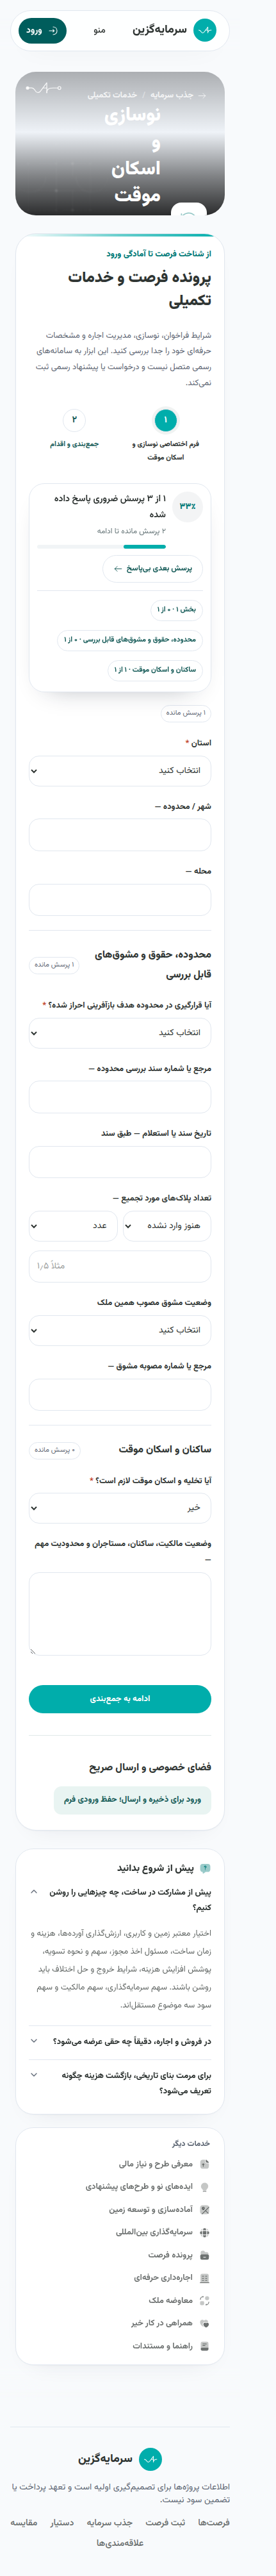 سرمایه‌گزین
منو
ورود
جذب سرمایه / خدمات تکمیلی
نوسازی
و
اسکان
موقت
از شناخت فرصت تا آمادگی ورود
پرونده فرصت و خدمات
تکمیلی
شرایط فراخوان، نوسازی، مدیریت اجاره و مشخصات
حرفه‌ای خود را جدا بررسی کنید. این ابزار به سامانه‌های
رسمی متصل نیست و درخواست یا پیشنهاد رسمی ثبت
نمی‌کند.
۱
فرم اختصاصی نوسازی و
اسکان موقت
۲
جمع‌بندی و اقدام
۳۳٪
۱ از ۳ پرسش ضروری پاسخ داده
شده
۲ پرسش مانده تا ادامه
پرسش بعدی بی‌پاسخ
بخش ۱ · ۰ از ۱
محدوده، حقوق و مشوق‌های قابل بررسی · ۰ از ۱
ساکنان و اسکان موقت · ۱ از ۱
۱ پرسش مانده
استان *
انتخاب کنید
شهر / محدوده —
محله —
محدوده، حقوق و مشوق‌های
قابل بررسی
۱ پرسش مانده
آیا قرارگیری در محدوده هدف بازآفرینی احراز شده؟ *
انتخاب کنید
مرجع یا شماره سند بررسی محدوده —
تاریخ سند یا استعلام — طبق سند
تعداد پلاک‌های مورد تجمیع —
هنوز وارد نشده
عدد
مثلاً ۱٫۵
وضعیت مشوق مصوب همین ملک
انتخاب کنید
مرجع یا شماره مصوبه مشوق —
ساکنان و اسکان موقت
۰ پرسش مانده
آیا تخلیه و اسکان موقت لازم است؟ *
خیر
وضعیت مالکیت، ساکنان، مستاجران و محدودیت مهم
—
ادامه به جمع‌بندی
فضای خصوصی و ارسال صریح
ورود برای ذخیره و ارسال؛ حفظ ورودی فرم
پیش از شروع بدانید
پیش از مشارکت در ساخت، چه چیزهایی را روشن
کنیم؟
اختیار معتبر زمین و کاربری، ارزش‌گذاری آورده‌ها، هزینه و
زمان ساخت، مسئول اخذ مجوز، سهم و نحوه تسویه،
پوشش افزایش هزینه، شرایط خروج و حل اختلاف باید
روشن باشند. سهم سرمایه‌گذاری، سهم مالکیت و سهم
سود سه موضوع مستقل‌اند.
در فروش و اجاره، دقیقاً چه حقی عرضه می‌شود؟
برای مرمت بنای تاریخی، بازگشت هزینه چگونه
تعریف می‌شود؟
خدمات دیگر
معرفی طرح و نیاز مالی
ایده‌های نو و طرح‌های پیشنهادی
آماده‌سازی و توسعه زمین
سرمایه‌گذاری بین‌المللی
پرونده فرصت
اجاره‌داری حرفه‌ای
معاوضه ملک
همراهی در کار خیر
راهنما و مستندات
سرمایه‌گزین
اطلاعات پروژه‌ها برای تصمیم‌گیری اولیه است و تعهد پرداخت یا
تضمین سود نیست.
فرصت‌ها ثبت فرصت جذب سرمایه دستیار مقایسه
علاقه‌مندی‌ها